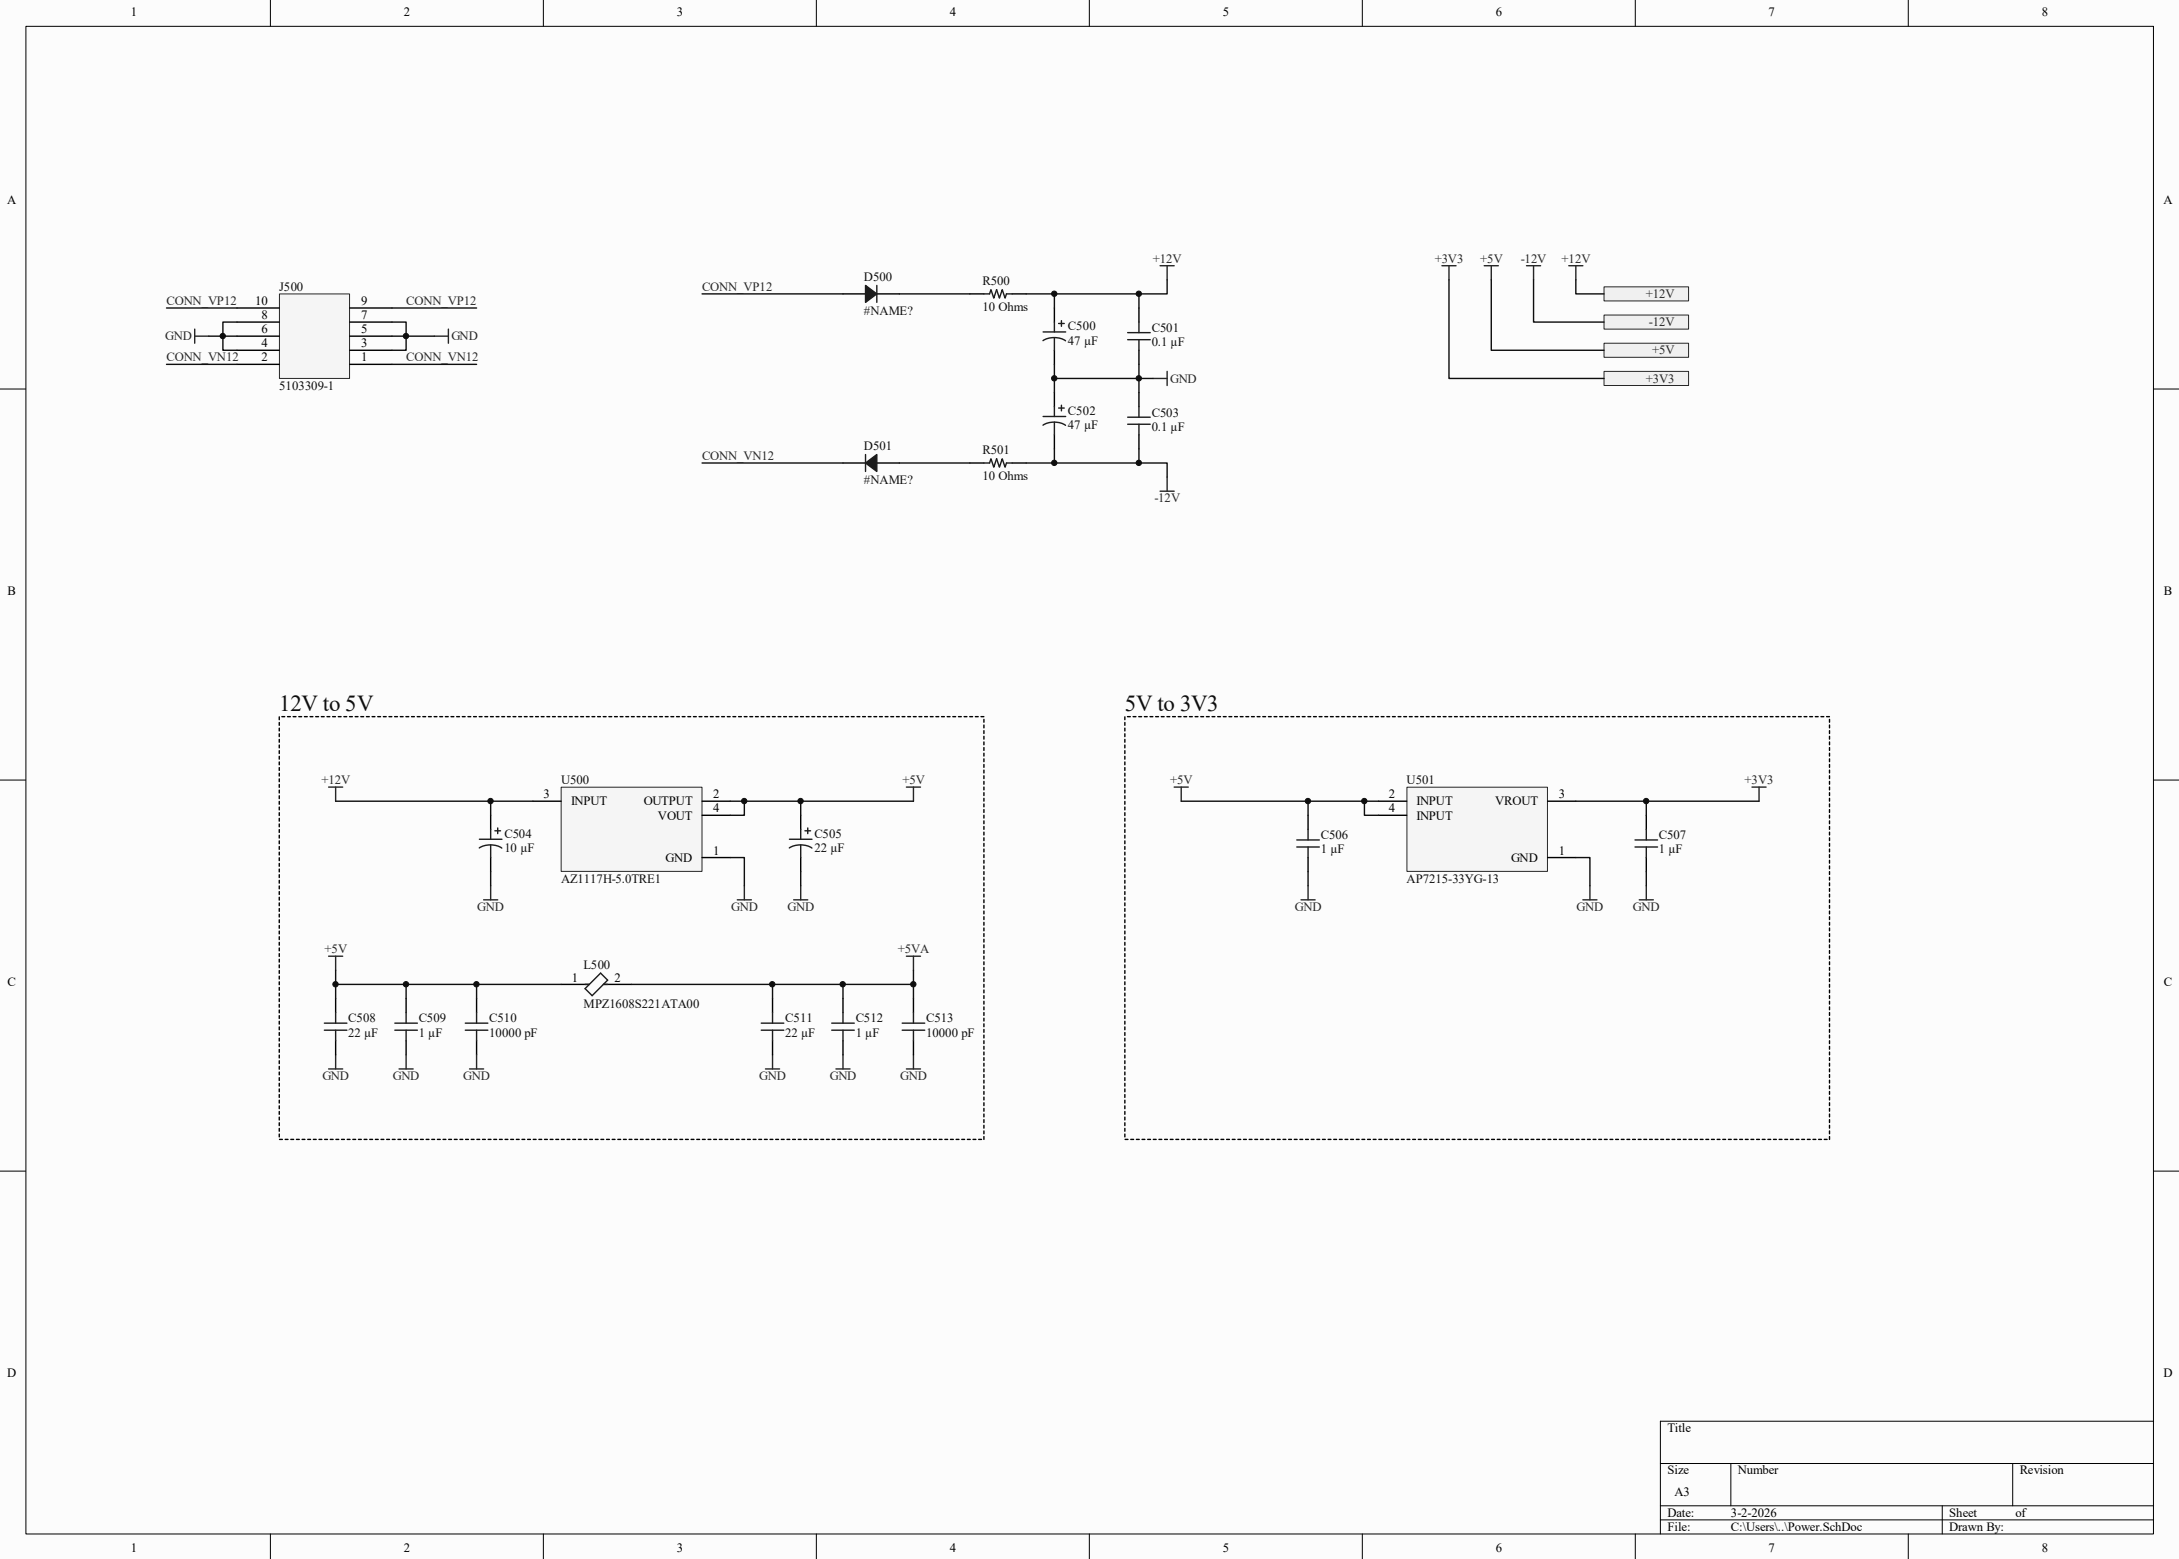 1 2 3 4 5 6 7 8
A A
+3V3 +5V -12V +12V
+12V
-12V
+5V
+3V3
J500
CONN_VP12 10 9 CONN_VP12
8 7
GND 6 5 GND
4 3
CONN_VN12 2 1 CONN_VN12
5103309-1
+12V
CONN_VP12 D500 R500
#NAME? 10 Ohms
+ C500 C501
47 µF 0.1 µF
GND
+ C502 C503
47 µF 0.1 µF
CONN_VN12 D501 R501
#NAME? 10 Ohms
-12V
B B
12V to 5V
+12V U500 +5V
3 INPUT OUTPUT 2
VOUT 4
+ C504 + C505
10 µF 22 µF
GND 1
AZ1117H-5.0TRE1
GND GND GND
+5V L500 +5VA
1 2
MPZ1608S221ATA00
C508 C509 C510 C511 C512 C513
22 µF 1 µF 10000 pF 22 µF 1 µF 10000 pF
GND GND GND GND GND GND
5V to 3V3
+5V U501 +3V3
2 INPUT VROUT 3
4 INPUT
C506 C507
1 µF 1 µF
GND 1
AP7215-33YG-13
GND GND GND
C C
D D
Title
Size Number Revision
A3
Date: 3-2-2026 Sheet of
File: C:\Users\..\Power.SchDoc Drawn By:
1 2 3 4 5 6 7 8